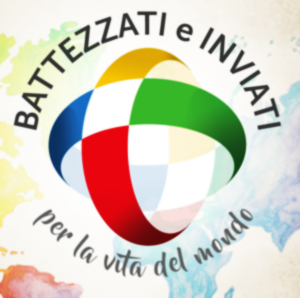 BATTEZZATI e INVIATI
per la vita del mondo